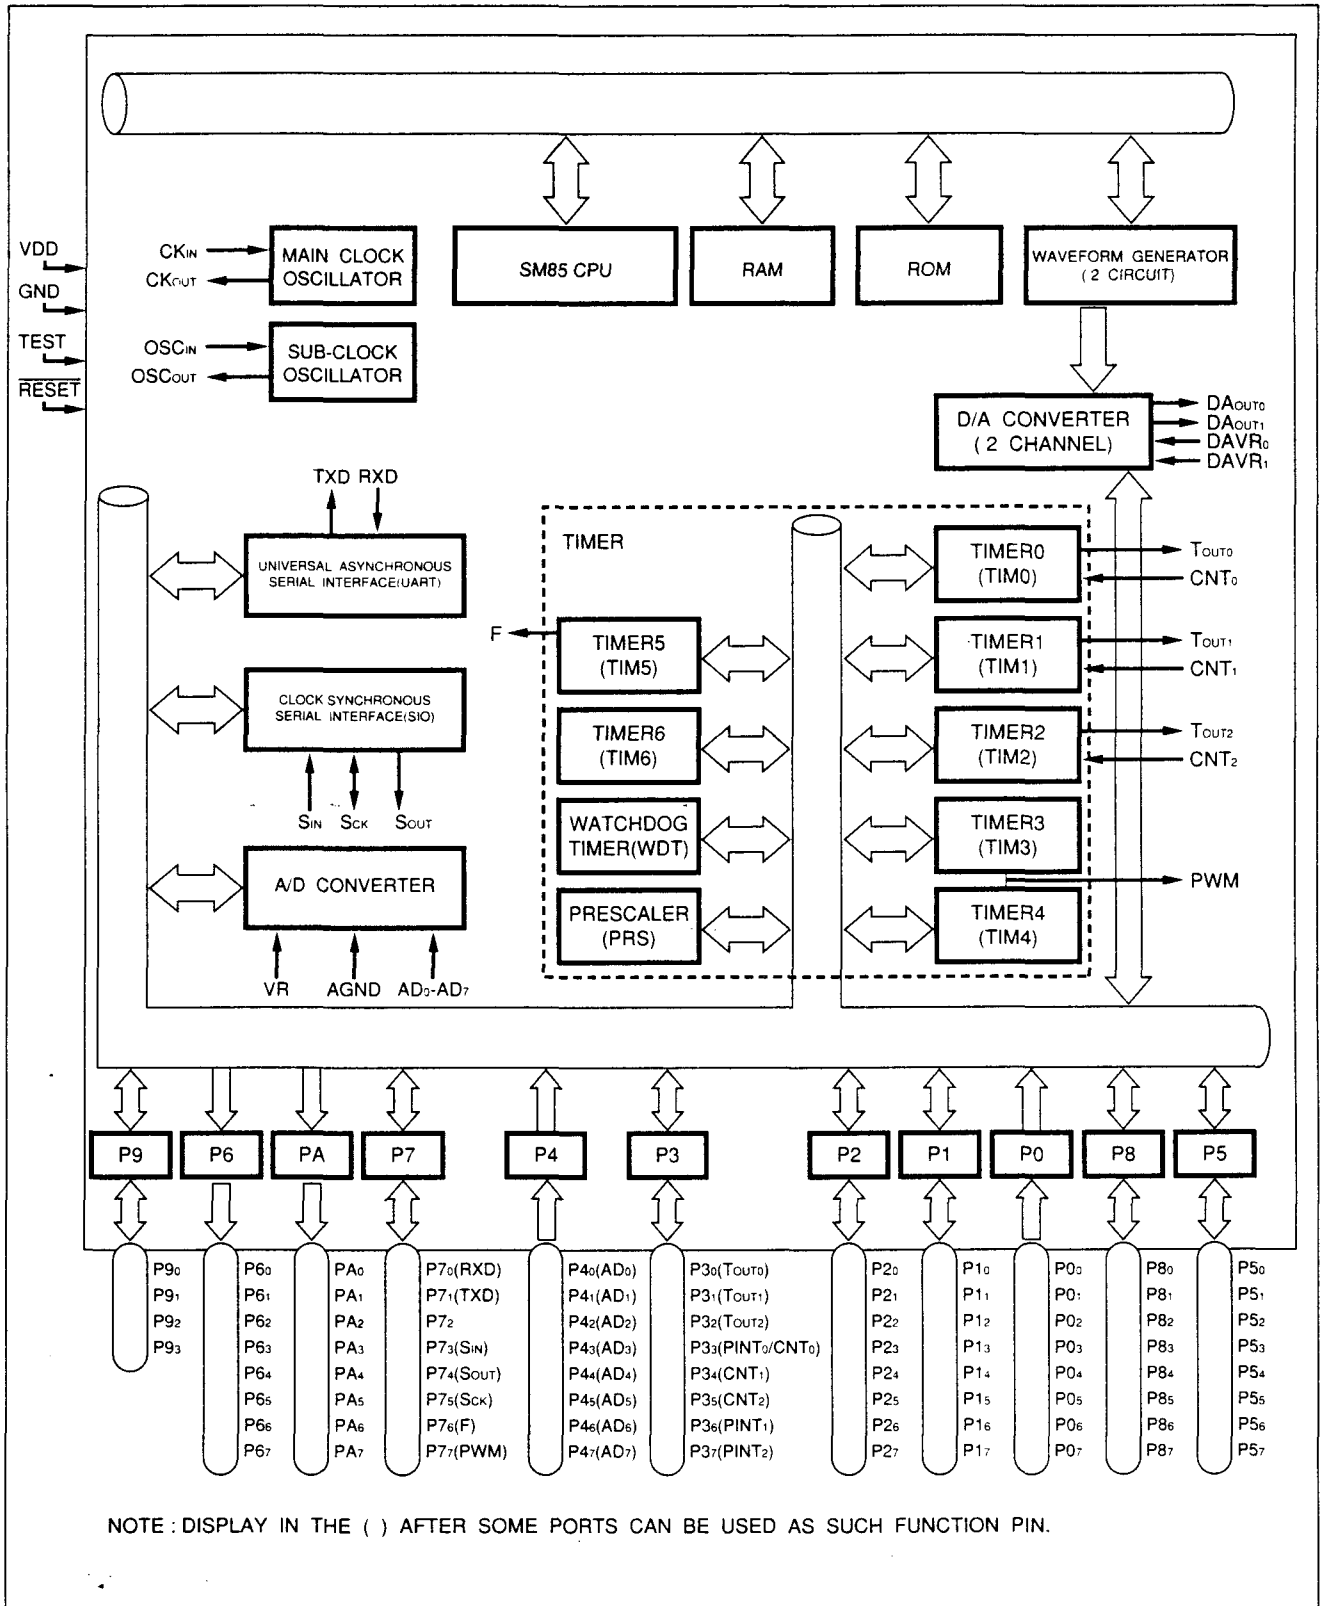 VDD
GND
TEST
RESET
CKIN
CKOUT
MAIN CLOCK
OSCILLATOR
OSCIN
OSCOUT
SUB-CLOCK
OSCILLATOR
SM85 CPU
RAM
ROM
WAVEFORM GENERATOR
(2 CIRCUIT)
D/A CONVERTER
(2 CHANNEL)
DAOUT0
DAOUT1
DAVR0
DAVR1
TXD RXD
UNIVERSAL ASYNCHRONOUS
SERIAL INTERFACE(UART)
CLOCK SYNCHRONOUS
SERIAL INTERFACE(SIO)
SIN SCK SOUT
A/D CONVERTER
VR AGND AD0-AD7
TIMER
F
TIMER5
(TIM5)
TIMER6
(TIM6)
WATCHDOG
TIMER(WDT)
PRESCALER
(PRS)
TIMER0
(TIM0)
TOUT0
CNT0
TIMER1
(TIM1)
TOUT1
CNT1
TIMER2
(TIM2)
TOUT2
CNT2
TIMER3
(TIM3)
PWM
TIMER4
(TIM4)
P9 P6 PA P7 P4 P3 P2 P1 P0 P8 P5
P90 P60 PA0 P70(RXD) P40(AD0) P30(TOUT0) P20 P10 P00 P80 P50
P91 P61 PA1 P71(TXD) P41(AD1) P31(TOUT1) P21 P11 P01 P81 P51
P92 P62 PA2 P72 P42(AD2) P32(TOUT2) P22 P12 P02 P82 P52
P93 P63 PA3 P73(SIN) P43(AD3) P33(PINT0/CNT0) P23 P13 P03 P83 P53
P64 PA4 P74(SOUT) P44(AD4) P34(CNT1) P24 P14 P04 P84 P54
P65 PA5 P75(SCK) P45(AD5) P35(CNT2) P25 P15 P05 P85 P55
P66 PA6 P76(F) P46(AD6) P36(PINT1) P26 P16 P06 P86 P56
P67 PA7 P77(PWM) P47(AD7) P37(PINT2) P27 P17 P07 P87 P57
NOTE : DISPLAY IN THE ( ) AFTER SOME PORTS CAN BE USED AS SUCH FUNCTION PIN.